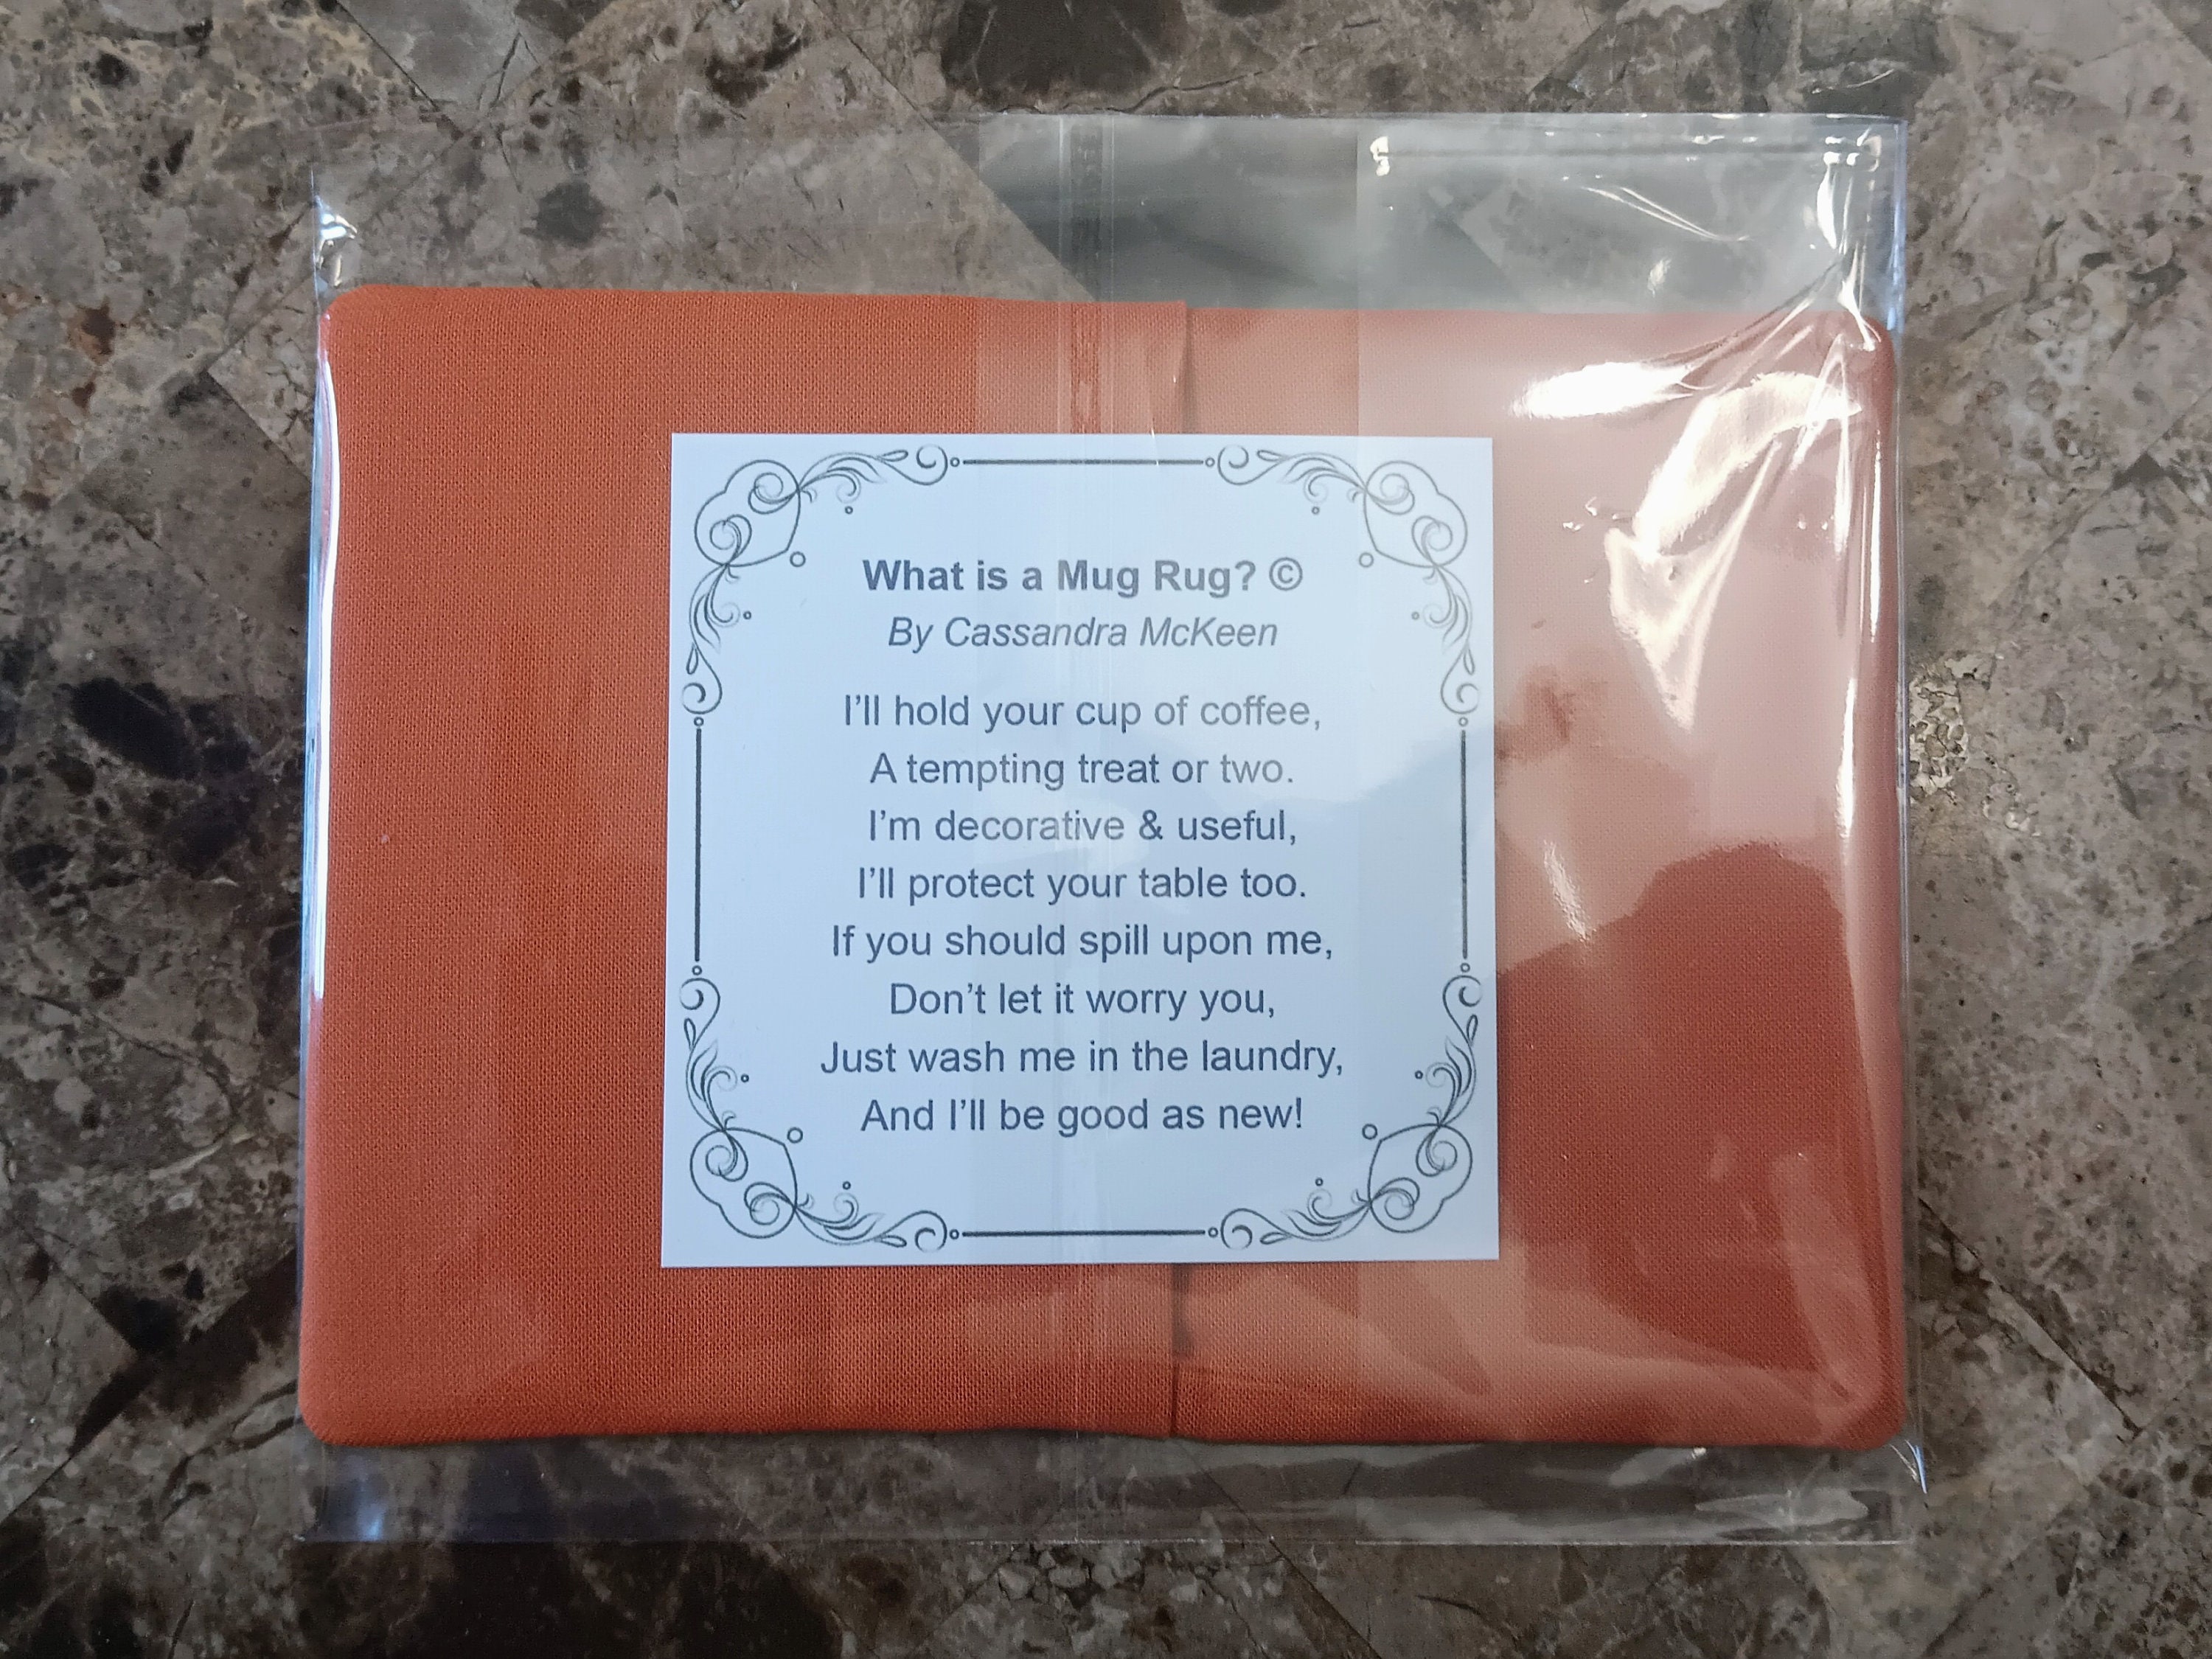 What is a Mug Rug? ©
By Cassandra McKeen
I’ll hold your cup of coffee,
A tempting treat or two.
I’m decorative & useful,
I’ll protect your table too.
If you should spill upon me,
Don’t let it worry you,
Just wash me in the laundry,
And I’ll be good as new!